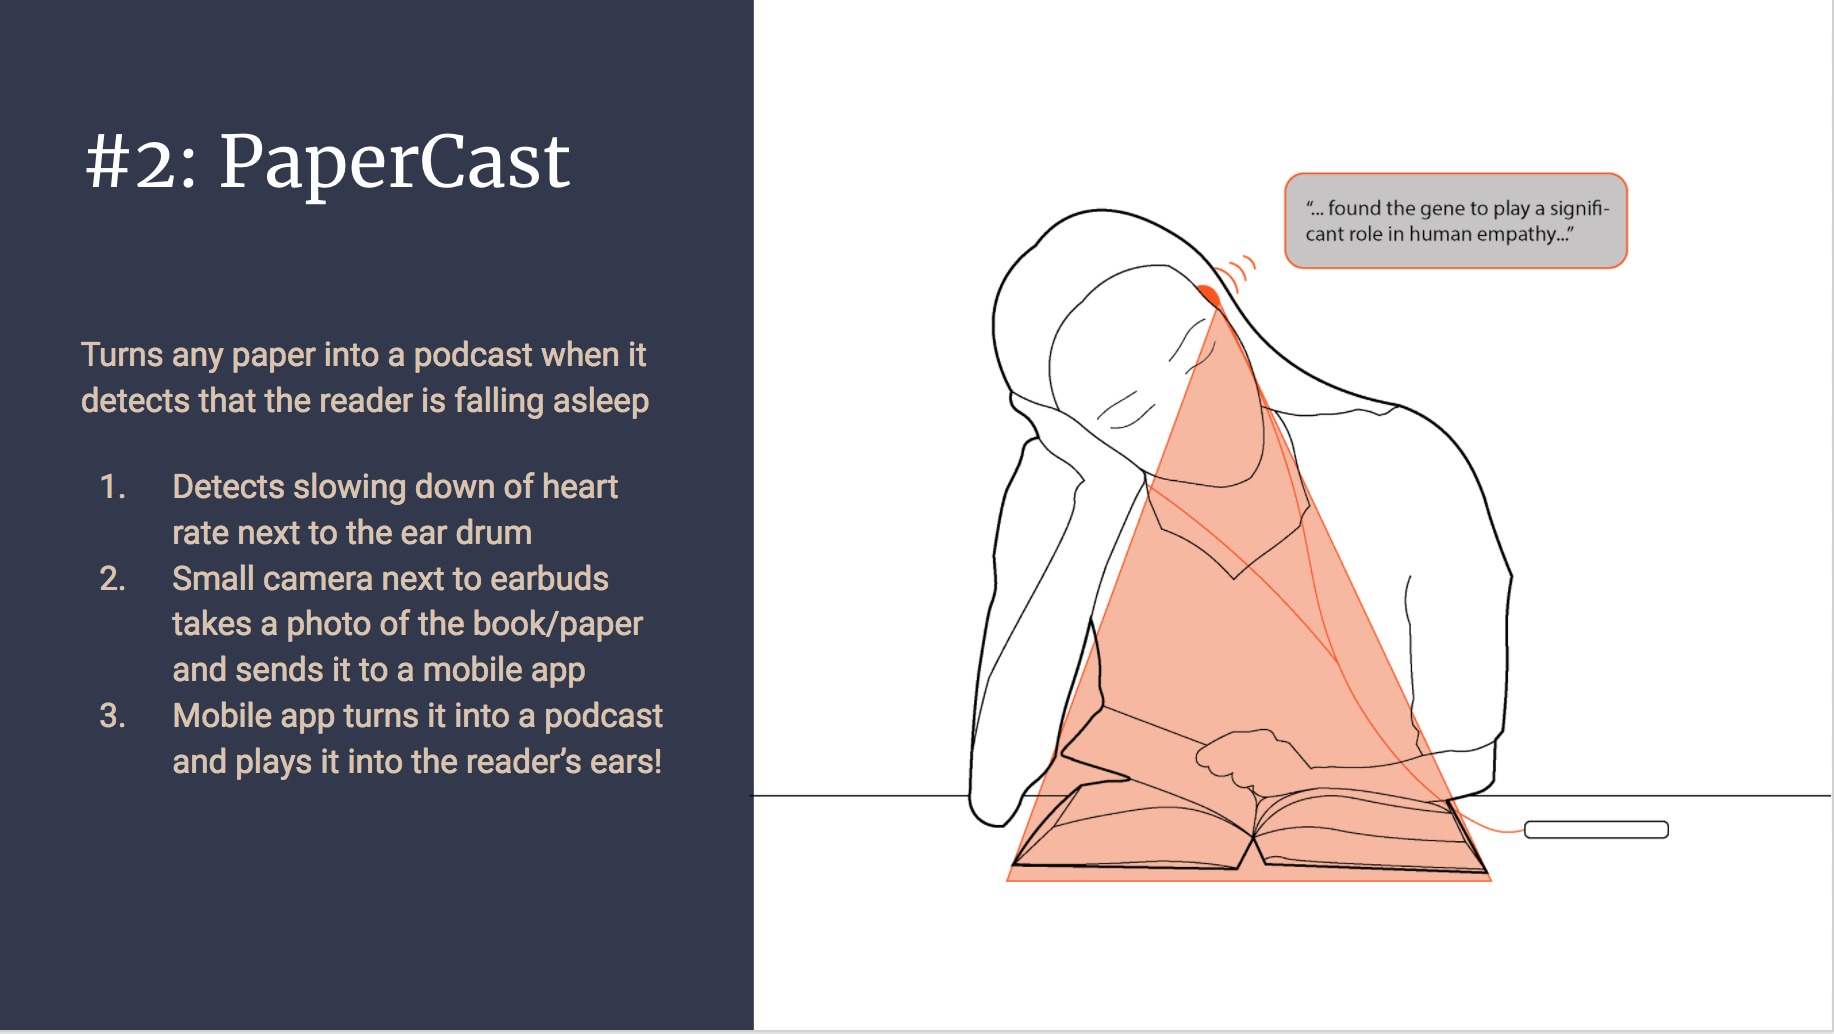 #2: PaperCast
Turns any paper into a podcast when it
detects that the reader is falling asleep
1. Detects slowing down of heart
rate next to the ear drum
2. Small camera next to earbuds
takes a photo of the book/paper
and sends it to a mobile app
3. Mobile app turns it into a podcast
and plays it into the reader’s ears!
“... found the gene to play a signifi-
cant role in human empathy...”